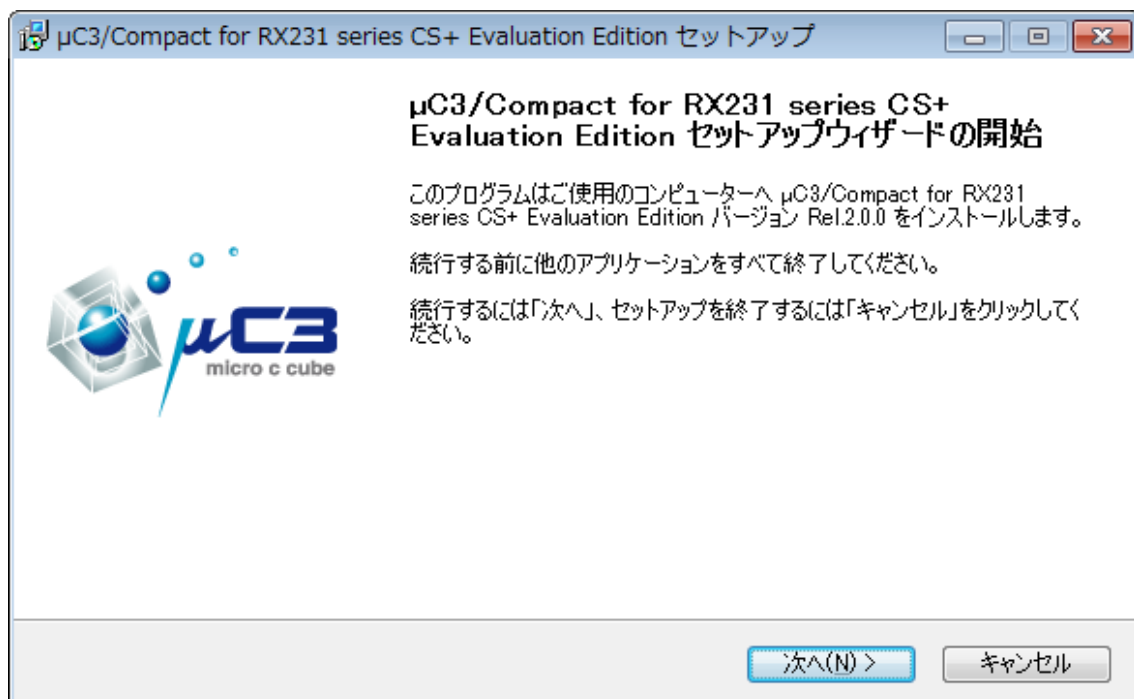 µC3/Compact for RX231 series CS+ Evaluation Edition セットアップ
µC3/Compact for RX231 series CS+
Evaluation Edition セットアップウィザードの開始
このプログラムはご使用のコンピューターへ µC3/Compact for RX231
series CS+ Evaluation Edition バージョン Rel.2.0.0 をインストールします。
続行する前に他のアプリケーションをすべて終了してください。
続行するには「次へ」、セットアップを終了するには「キャンセル」をクリックしてく
ださい。
µC3
micro c cube
次へ(N) >
キャンセル